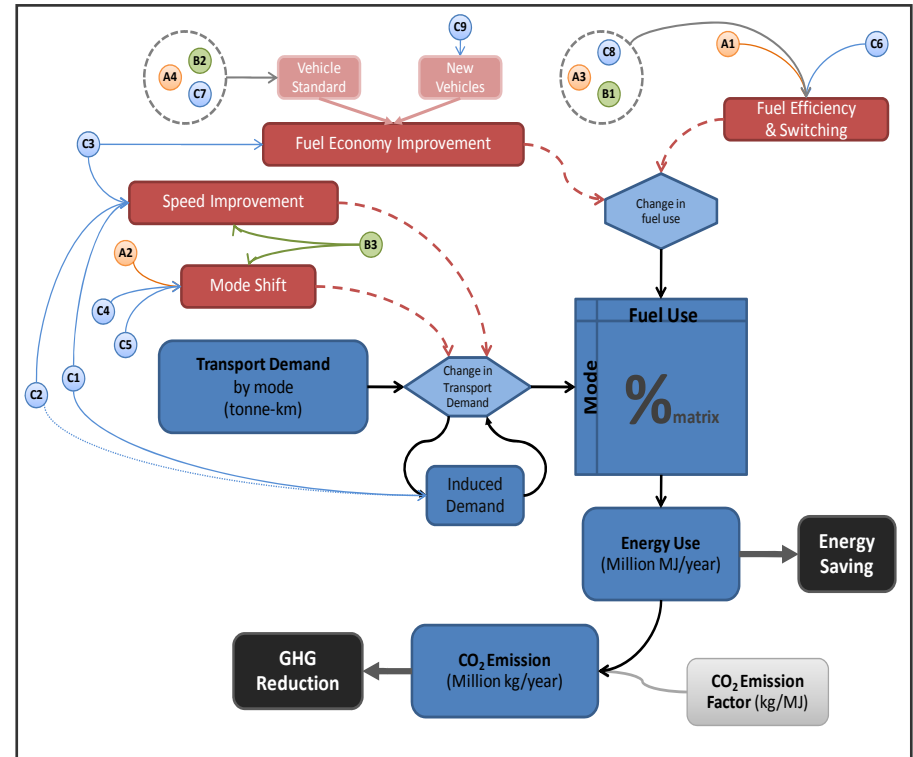 C9
A4
B2
C7
Vehicle
Standard
New
Vehicles
C8
A3
B1
A1
C6
Fuel Efficiency
& Switching
C3
Fuel Economy Improvement
Speed Improvement
Change in
fuel use
A2
B3
Mode Shift
C4
C5
Fuel Use
Mode
%matrix
Transport Demand
by mode
(tonne-km)
Change in
Transport
Demand
C2
C1
Induced
Demand
Energy Use
(Million MJ/year)
Energy
Saving
GHG
Reduction
CO2 Emission
(Million kg/year)
CO2 Emission
Factor (kg/MJ)